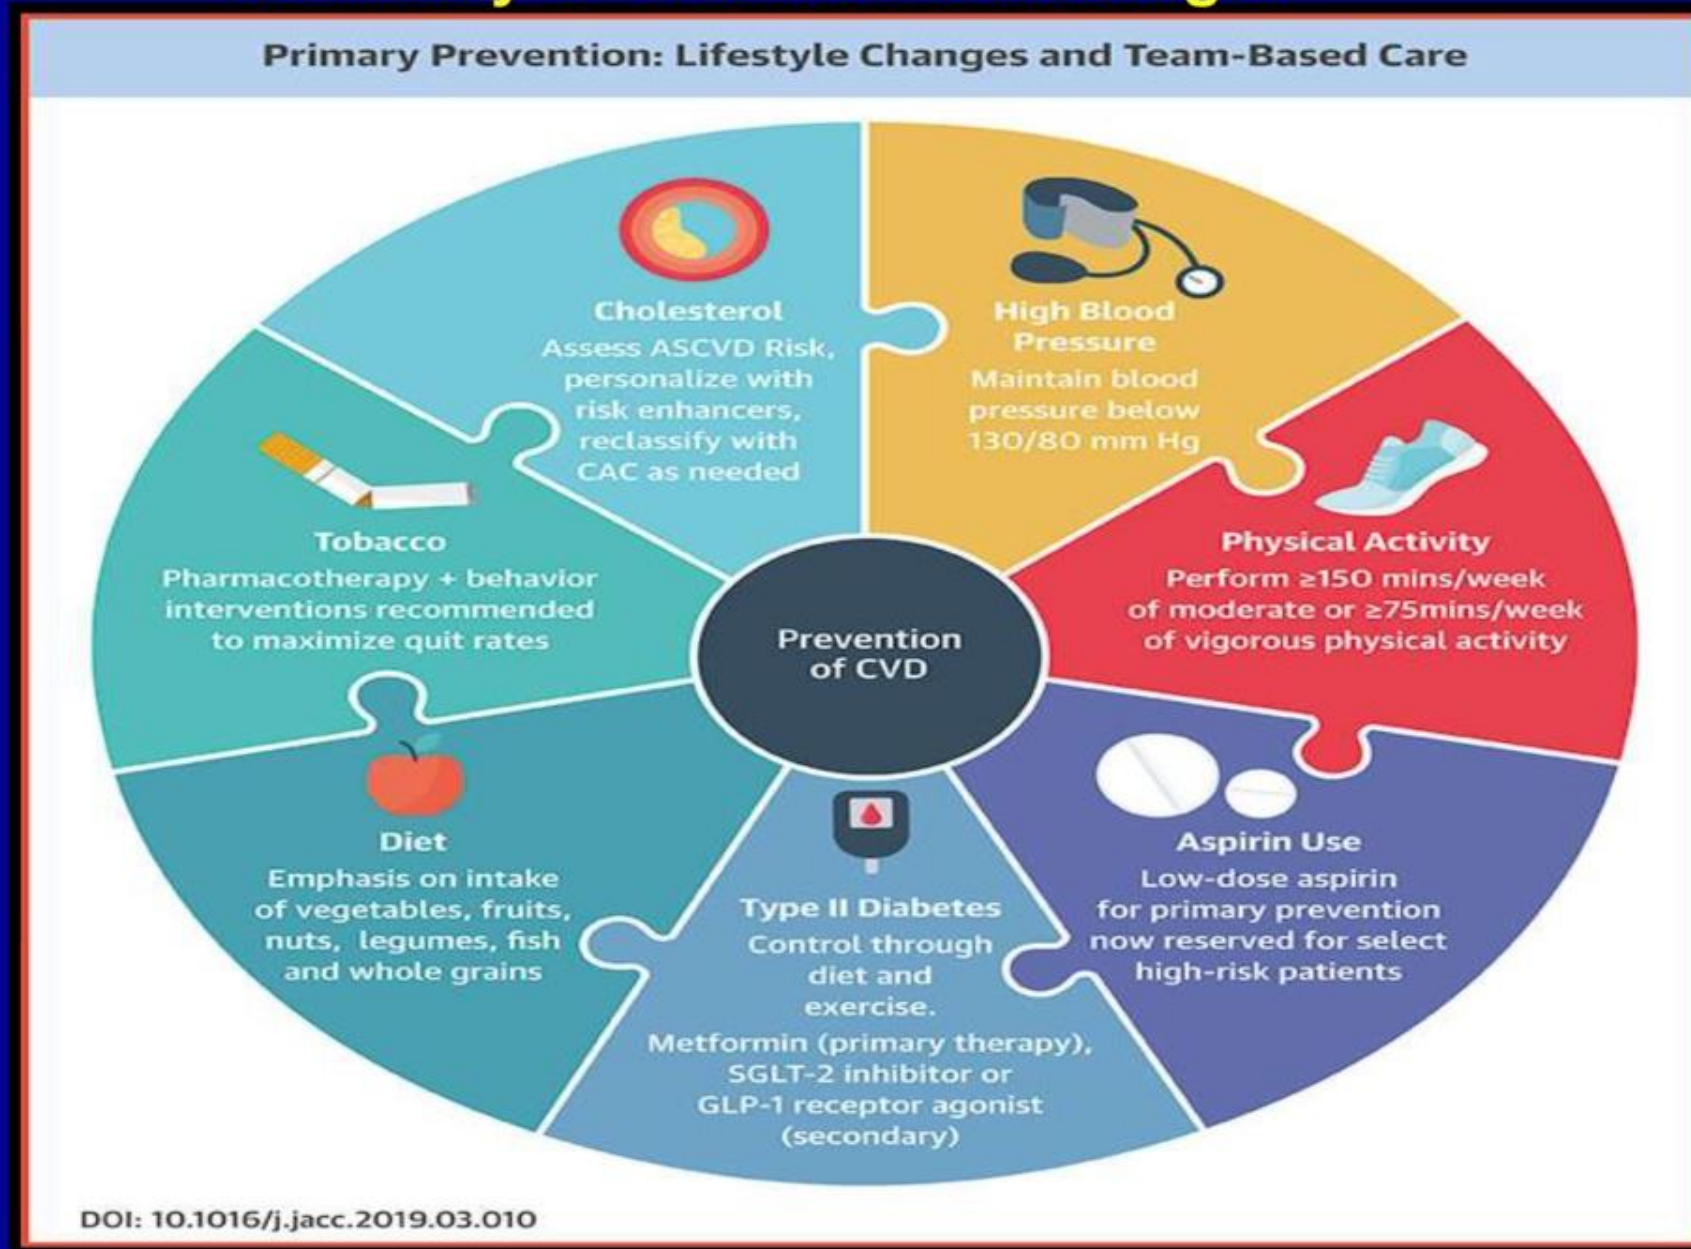 Primary Prevention: Lifestyle Changes and Team-Based Care
Cholesterol
Assess ASCVD Risk,
personalize with
risk enhancers,
reclassify with
CAC as needed
High Blood
Pressure
Maintain blood
pressure below
130/80 mm Hg
Physical Activity
Perform ≥150 mins/week
of moderate or ≥75mins/week
of vigorous physical activity
Aspirin Use
Low-dose aspirin
for primary prevention
now reserved for select
high-risk patients
Type II Diabetes
Control through
diet and
exercise.
Metformin (primary therapy),
SGLT-2 inhibitor or
GLP-1 receptor agonist
(secondary)
Diet
Emphasis on intake
of vegetables, fruits,
nuts, legumes, fish
and whole grains
Tobacco
Pharmacotherapy + behavior
interventions recommended
to maximize quit rates
Prevention
of CVD
DOI: 10.1016/j.jacc.2019.03.010